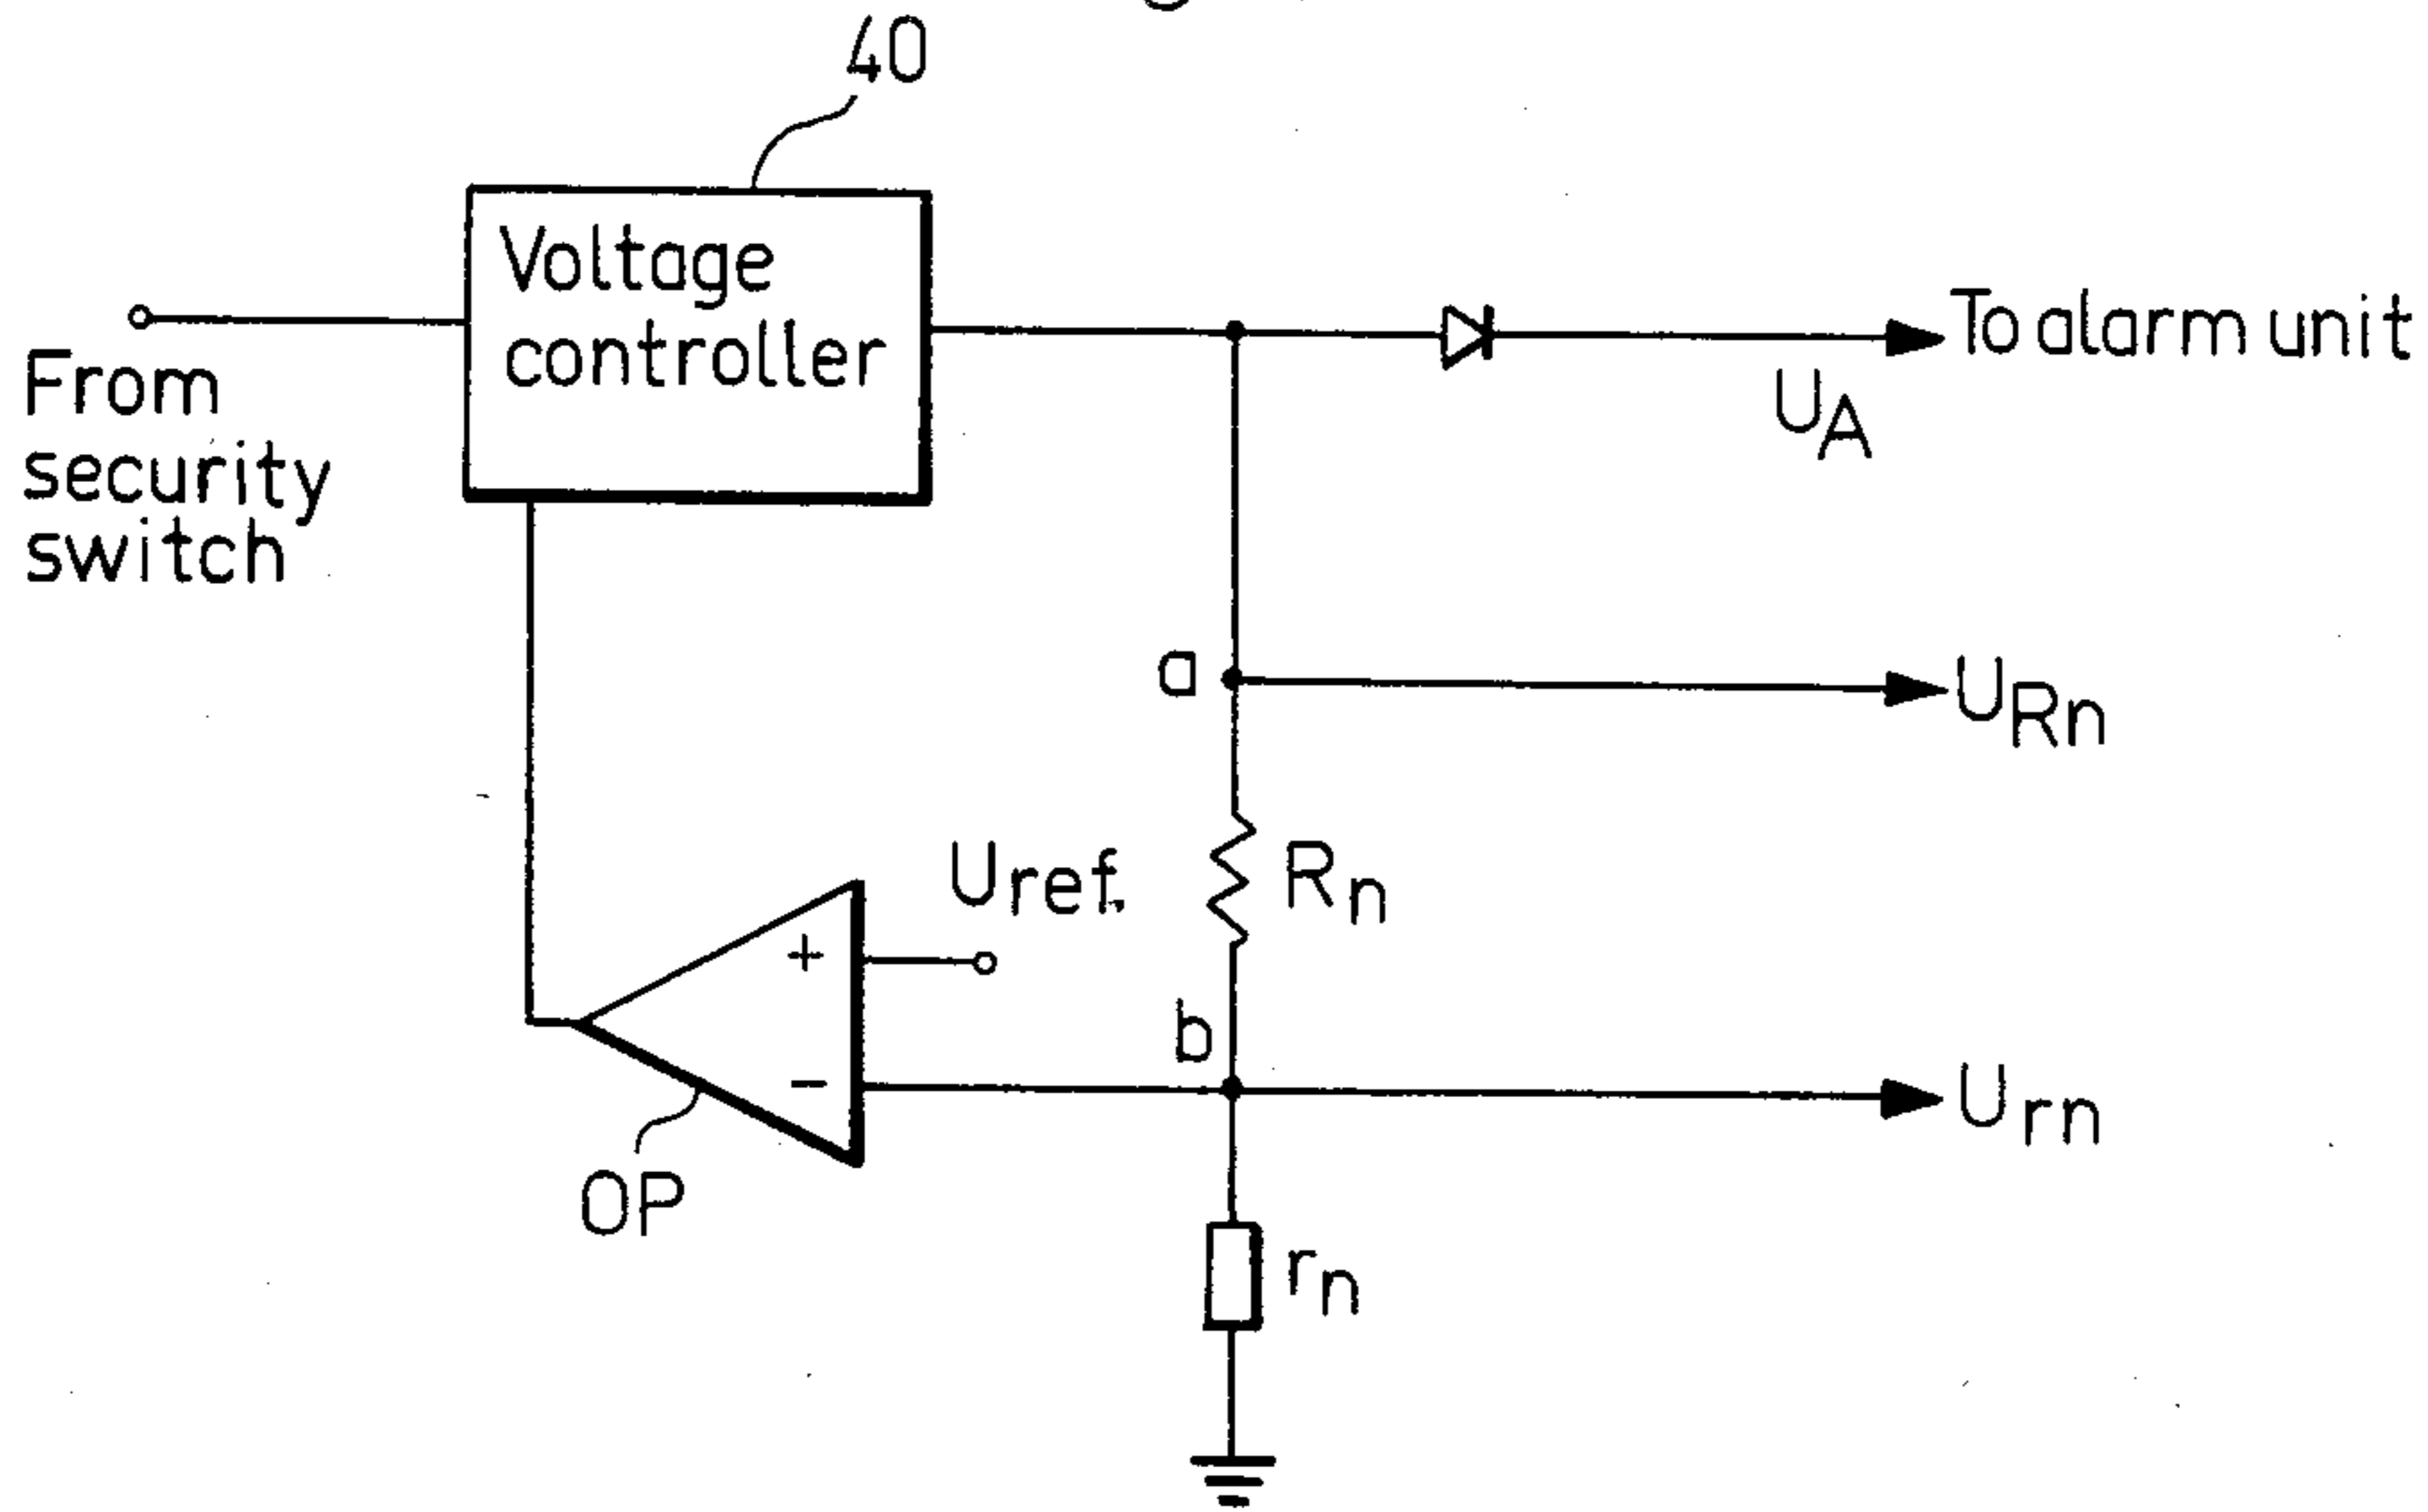 40
Voltage
controller
From
security
switch
To alarm unit
UA
a
URn
Uref.
Rn
+
b
−
Urn
OP
rn